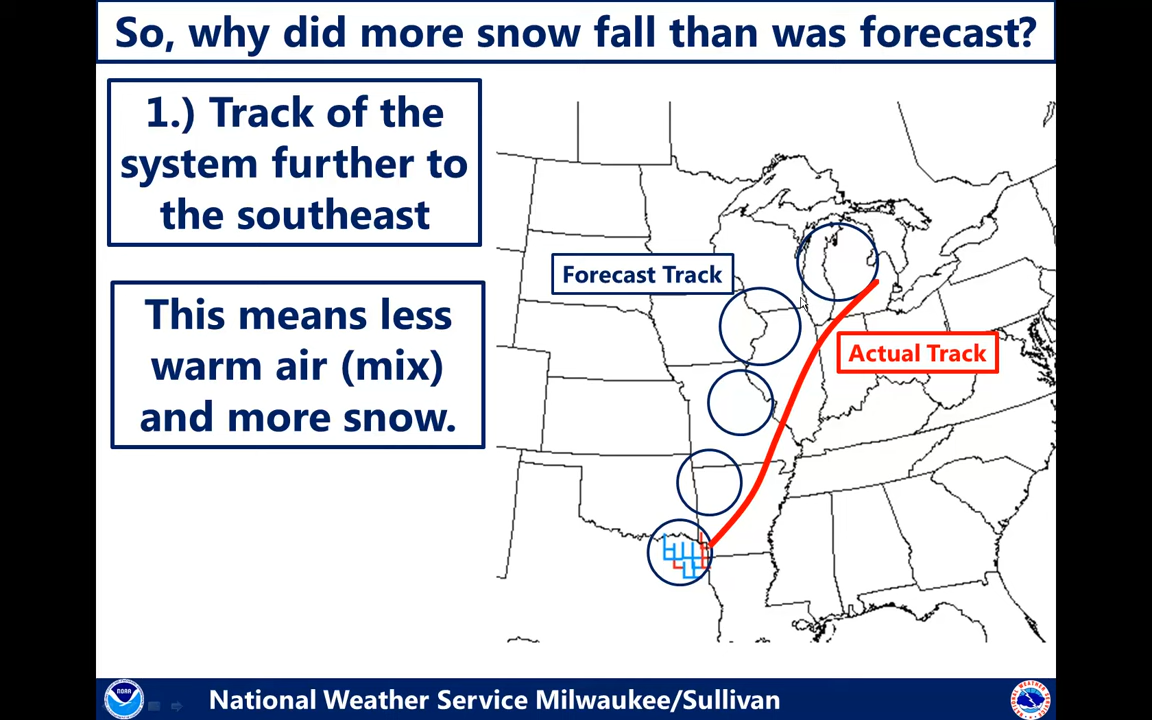 So, why did more snow fall than was forecast?
1.) Track of the
system further to
the southeast
This means less
warm air (mix)
and more snow.
Forecast Track
Actual Track
NOAA
National Weather Service Milwaukee/Sullivan